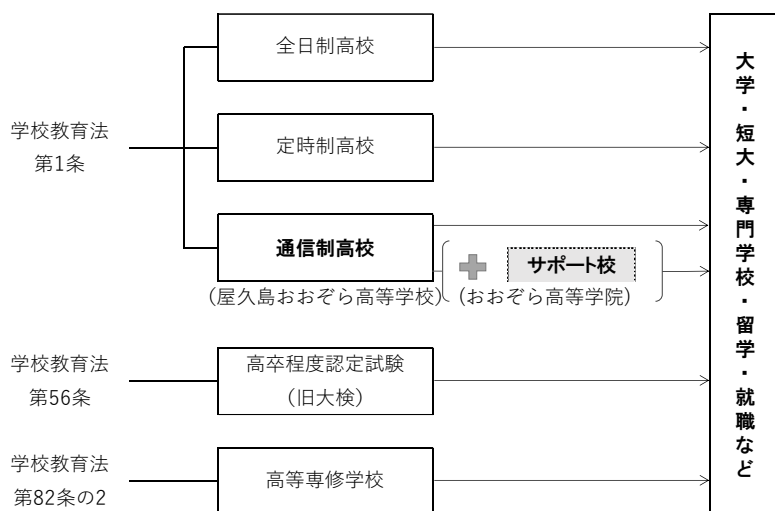 全日制高校
学校教育法
第1条
定時制高校
通信制高校
サポート校
(屋久島おおぞら高等学校)
(おおぞら高等学院)
学校教育法
第56条
高卒程度認定試験
(旧大検)
学校教育法
第82条の2
高等専修学校
大学・短大・専門学校・留学・就職など